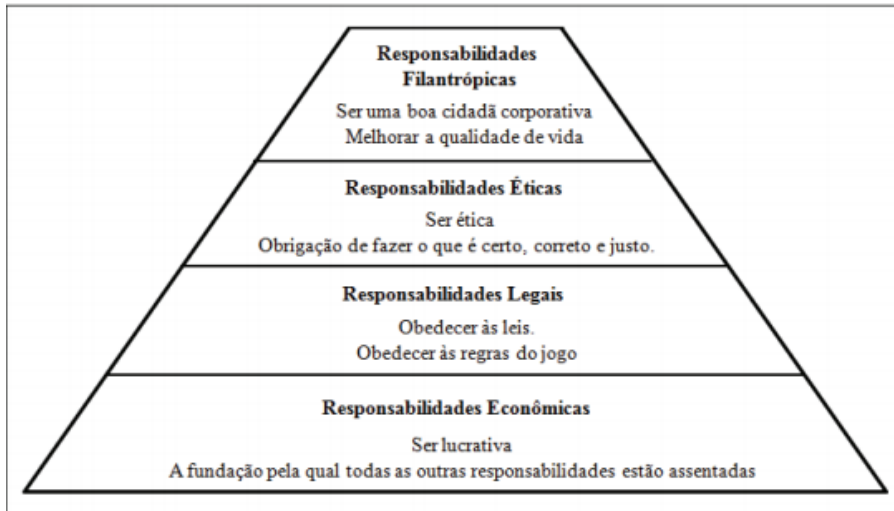 Responsabilidades
Filantrópicas
Ser uma boa cidadã corporativa
Melhorar a qualidade de vida
Responsabilidades Éticas
Ser ética
Obrigação de fazer o que é certo, correto e justo.
Responsabilidades Legais
Obedecer às leis.
Obedecer às regras do jogo
Responsabilidades Econômicas
Ser lucrativa
A fundação pela qual todas as outras responsabilidades estão assentadas